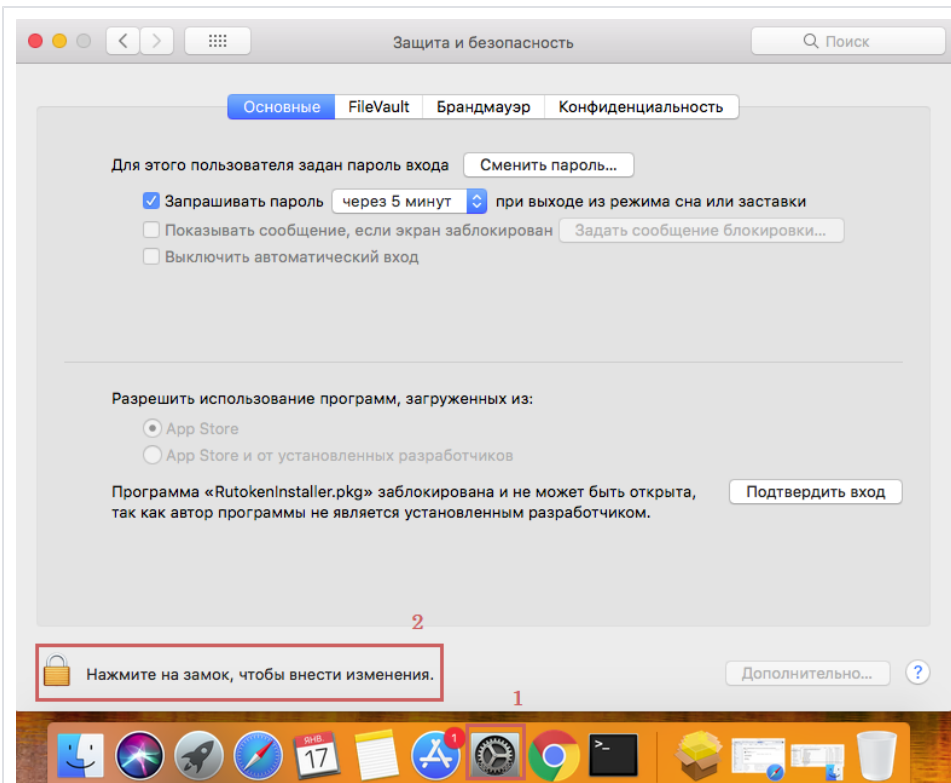 Защита и безопасность
Поиск
Основные FileVault Брандмауэр Конфиденциальность
Для этого пользователя задан пароль входа Сменить пароль...
Запрашивать пароль через 5 минут при выходе из режима сна или заставки
Показывать сообщение, если экран заблокирован Задать сообщение блокировки...
Выключить автоматический вход
Разрешить использование программ, загруженных из:
App Store
App Store и от установленных разработчиков
Программа «RutokenInstaller.pkg» заблокирована и не может быть открыта, Подтвердить вход
так как автор программы не является установленным разработчиком.
2
Нажмите на замок, чтобы внести изменения. Дополнительно... ?
1
ЯНВ.
17
1
>_